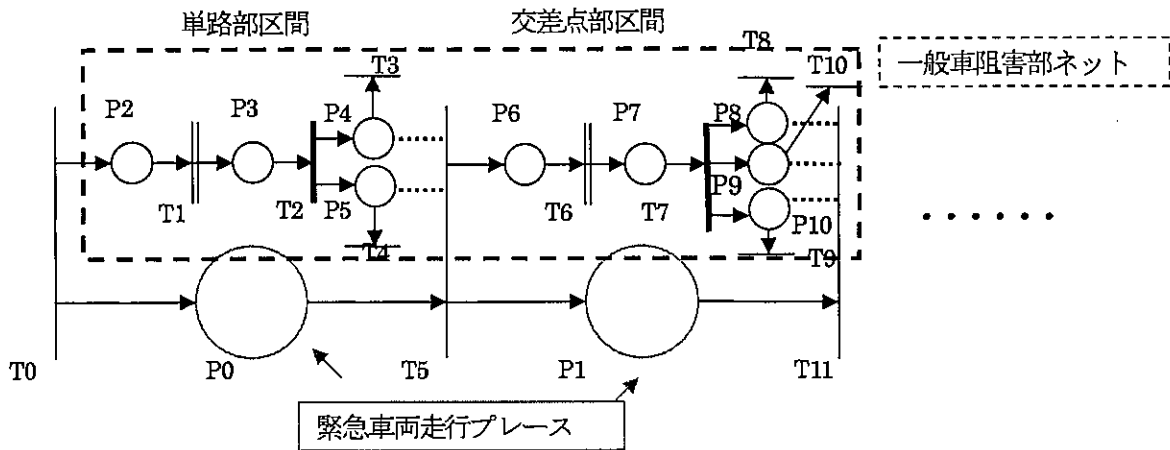 単路部区間
交差点部区間
T3
T8
T10
一般車阻害部ネット
P2
P3
P4
P6
P7
P8
T1
T2
P5
T6
T7
P9
P10
T4
T9
T0
P0
T5
P1
T11
緊急車両走行プレース